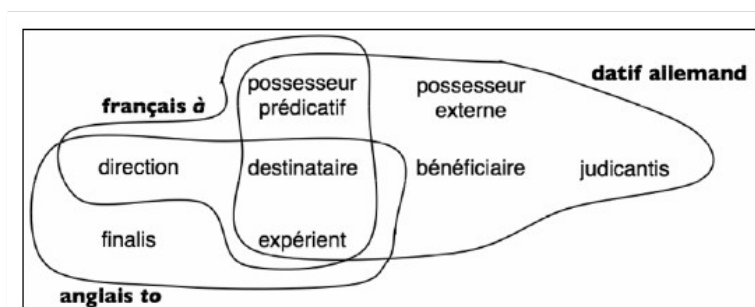 datif allemand
possesseur possesseur
français à prédicatif externe
direction destinataire bénéficiaire judicantis
finalis expérient
anglais to